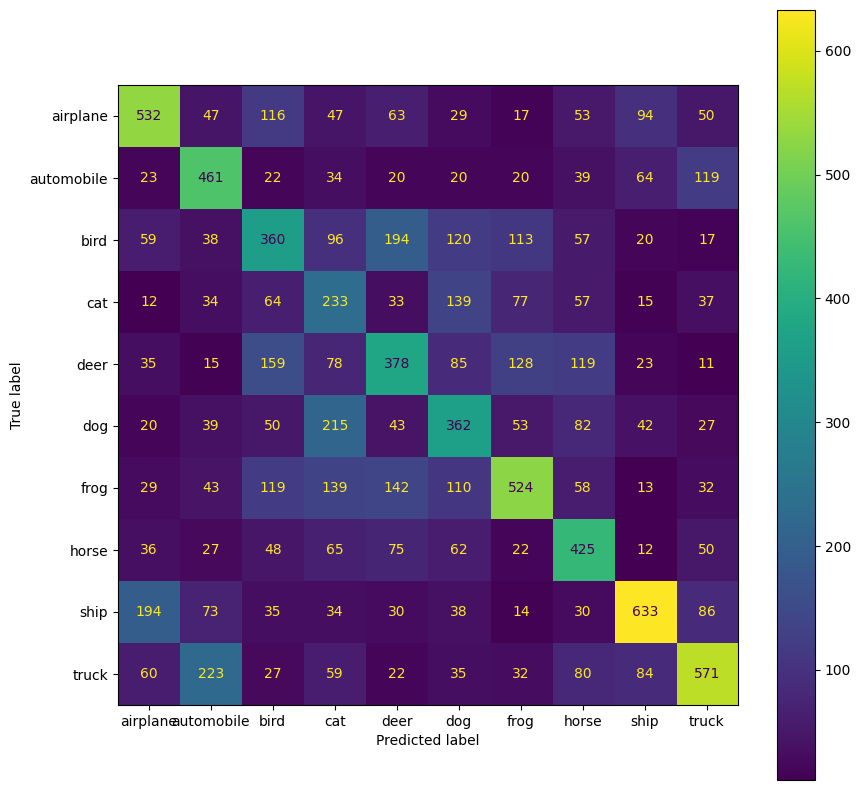 airplane 532 47 116 47 63 29 17 53 94 50
automobile 23 461 22 34 20 20 20 39 64 119
bird 59 38 360 96 194 120 113 57 20 17
cat 12 34 64 233 33 139 77 57 15 37
deer 35 15 159 78 378 85 128 119 23 11
dog 20 39 50 215 43 362 53 82 42 27
frog 29 43 119 139 142 110 524 58 13 32
horse 36 27 48 65 75 62 22 425 12 50
ship 194 73 35 34 30 38 14 30 633 86
truck 60 223 27 59 22 35 32 80 84 571
airplane automobile bird cat deer dog frog horse ship truck
Predicted label
True label
600
500
400
300
200
100